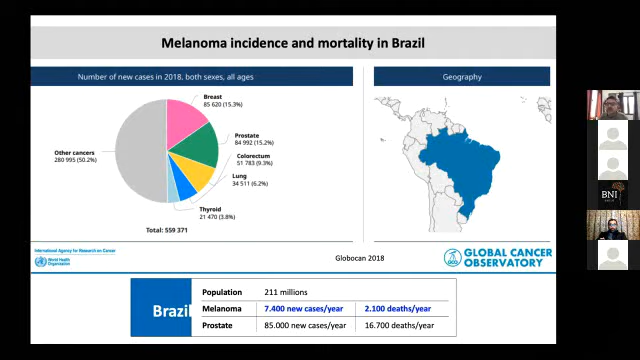 Melanoma incidence and mortality in Brazil
Number of new cases in 2018, both sexes, all ages
Geography
Breast
85 620 (15.3%)
Prostate
84 992 (15.2%)
Colorectum
51 783 (9.3%)
Lung
34 511 (6.2%)
Thyroid
21 470 (3.8%)
Other cancers
280 995 (50.2%)
Total: 559 371
International Agency for Research on Cancer
World Health
Organization
Globocan 2018
GCO
GLOBAL CANCER
OBSERVATORY
Brazil
Population 211 millions
Melanoma 7.400 new cases/year 2.100 deaths/year
Prostate 85.000 new cases/year 16.700 deaths/year
BNI